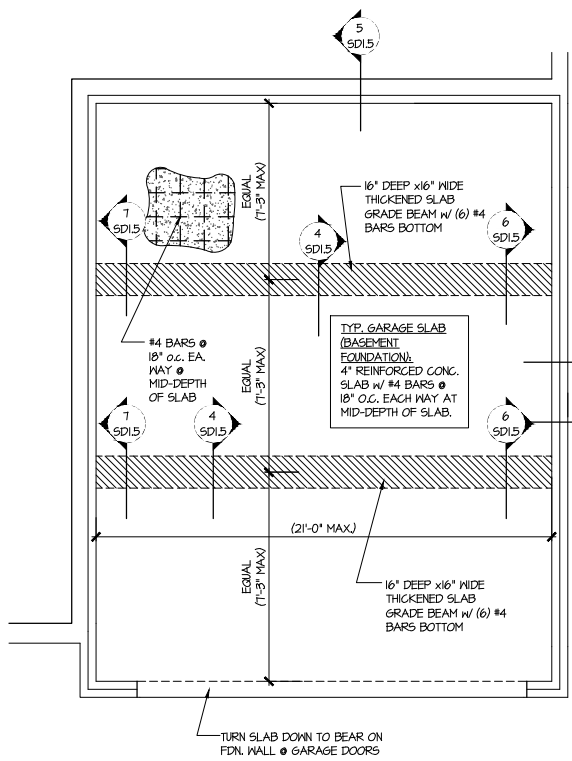 5
SD1.5
EQUAL
(7'-3" MAX)
16" DEEP x16" WIDE
THICKENED SLAB
GRADE BEAM w/ (6) #4
BARS BOTTOM
7
SD1.5
4
SD1.5
6
SD1.5
#4 BARS @
18" o.c. EA.
WAY @
MID-DEPTH
OF SLAB
EQUAL
(7'-3" MAX)
TYP. GARAGE SLAB
(BASEMENT
FOUNDATION):
4" REINFORCED CONC.
SLAB w/ #4 BARS @
18" O.C. EACH WAY AT
MID-DEPTH OF SLAB.
7
SD1.5
4
SD1.5
6
SD1.5
(21'-0" MAX.)
EQUAL
(7'-3" MAX)
16" DEEP x16" WIDE
THICKENED SLAB
GRADE BEAM w/ (6) #4
BARS BOTTOM
TURN SLAB DOWN TO BEAR ON
FDN. WALL @ GARAGE DOORS